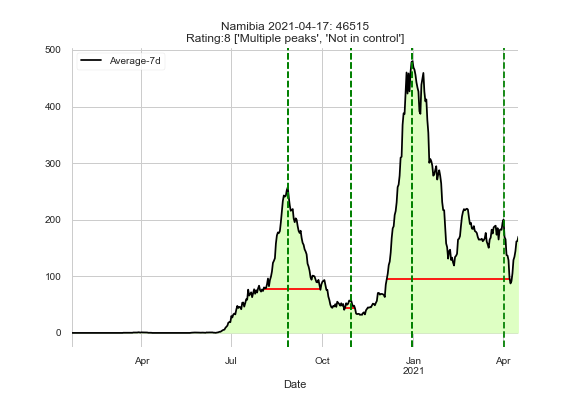 Namibia 2021-04-17: 46515
Rating:8 ['Multiple peaks', 'Not in control']
Average-7d
500
400
300
200
100
0
Apr
Jul
Oct
Jan
2021
Apr
Date